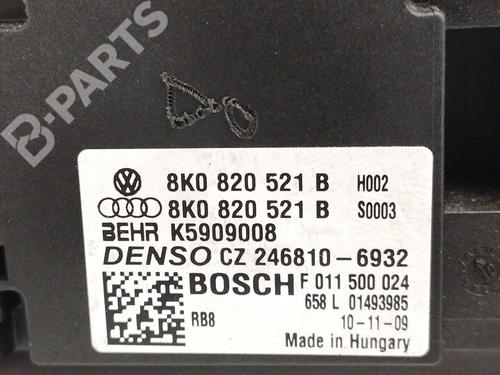 B-PARTS
8K0 820 521 B H002
8K0 820 521 B S0003
BEHR K5909008
DENSO CZ 246810-6932
BOSCH F 011 500 024
658 L 01493985
RB8 10-11-09
Made in Hungary